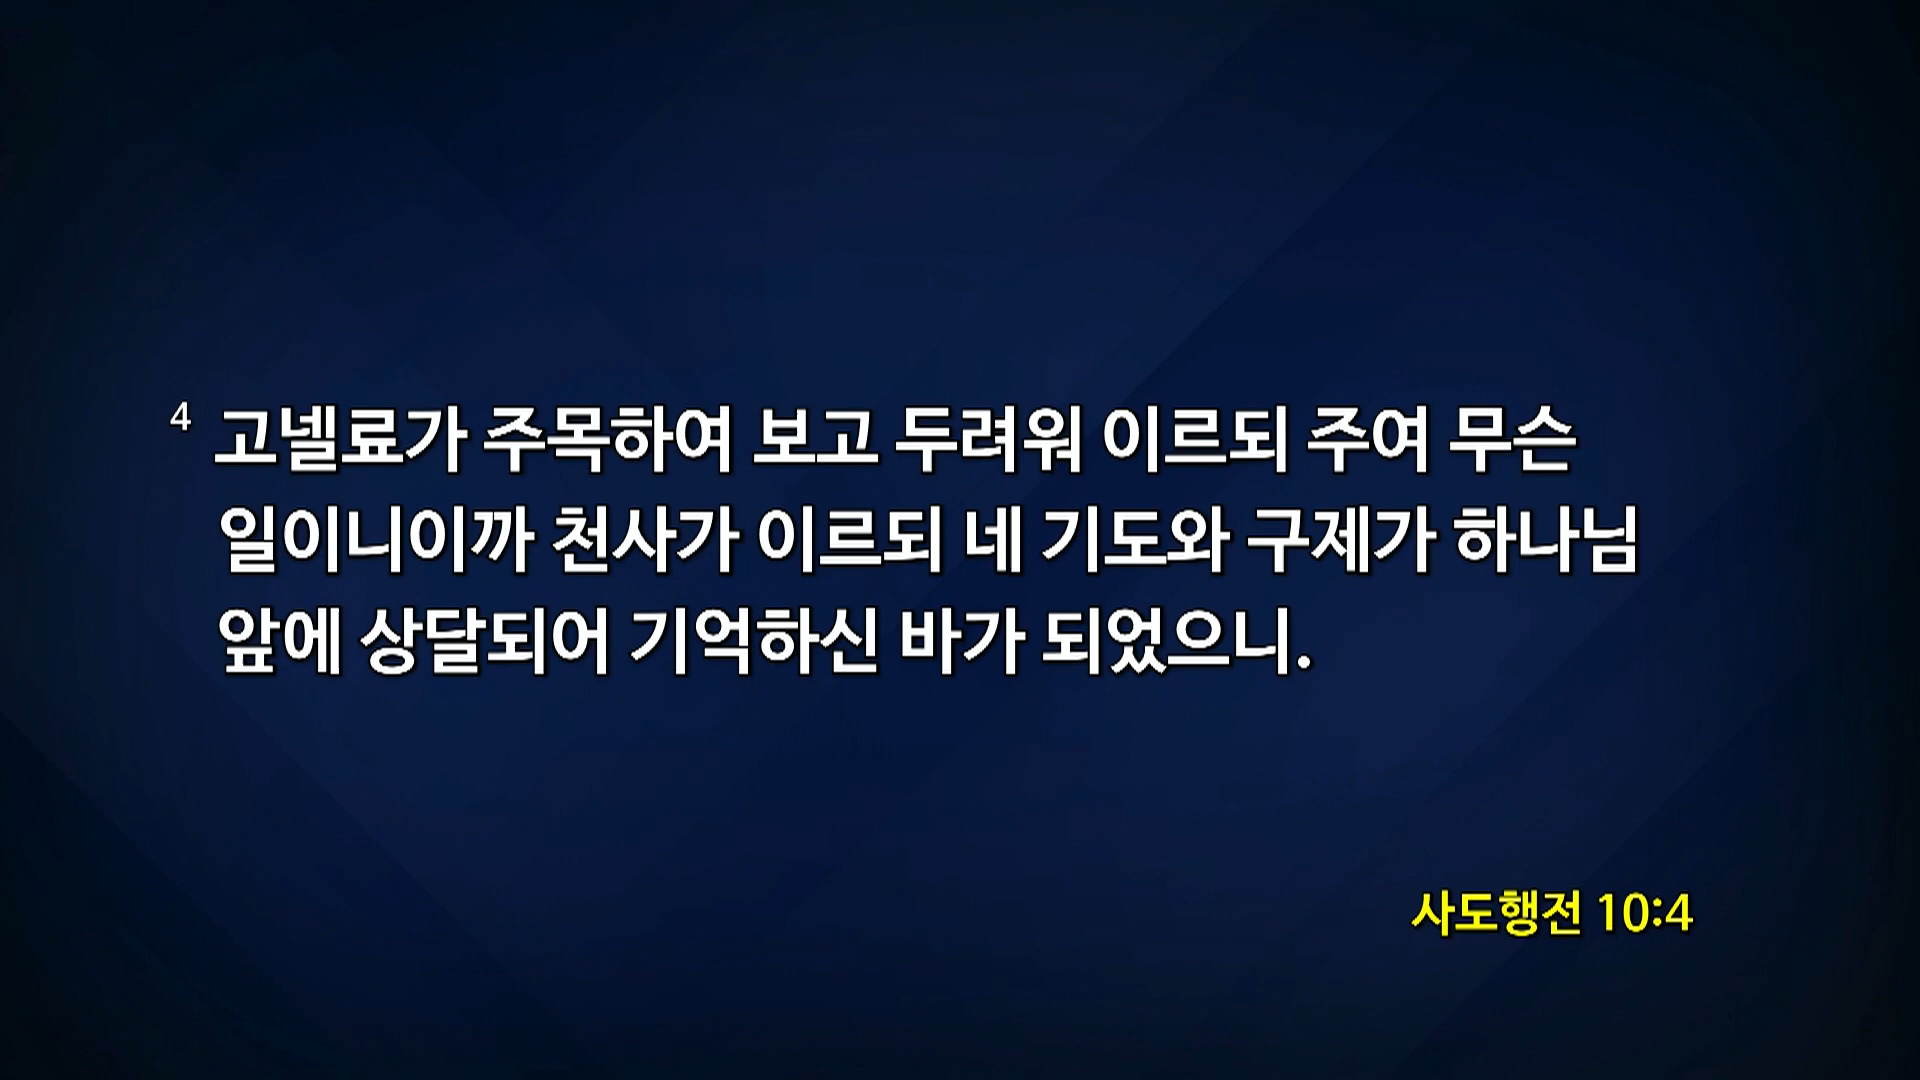 4 고넬료가 주목하여 보고 두려워 이르되 주여 무슨
일이니이까 천사가 이르되 네 기도와 구제가 하나님
앞에 상달되어 기억하신 바가 되었으니.
사도행전 10:4